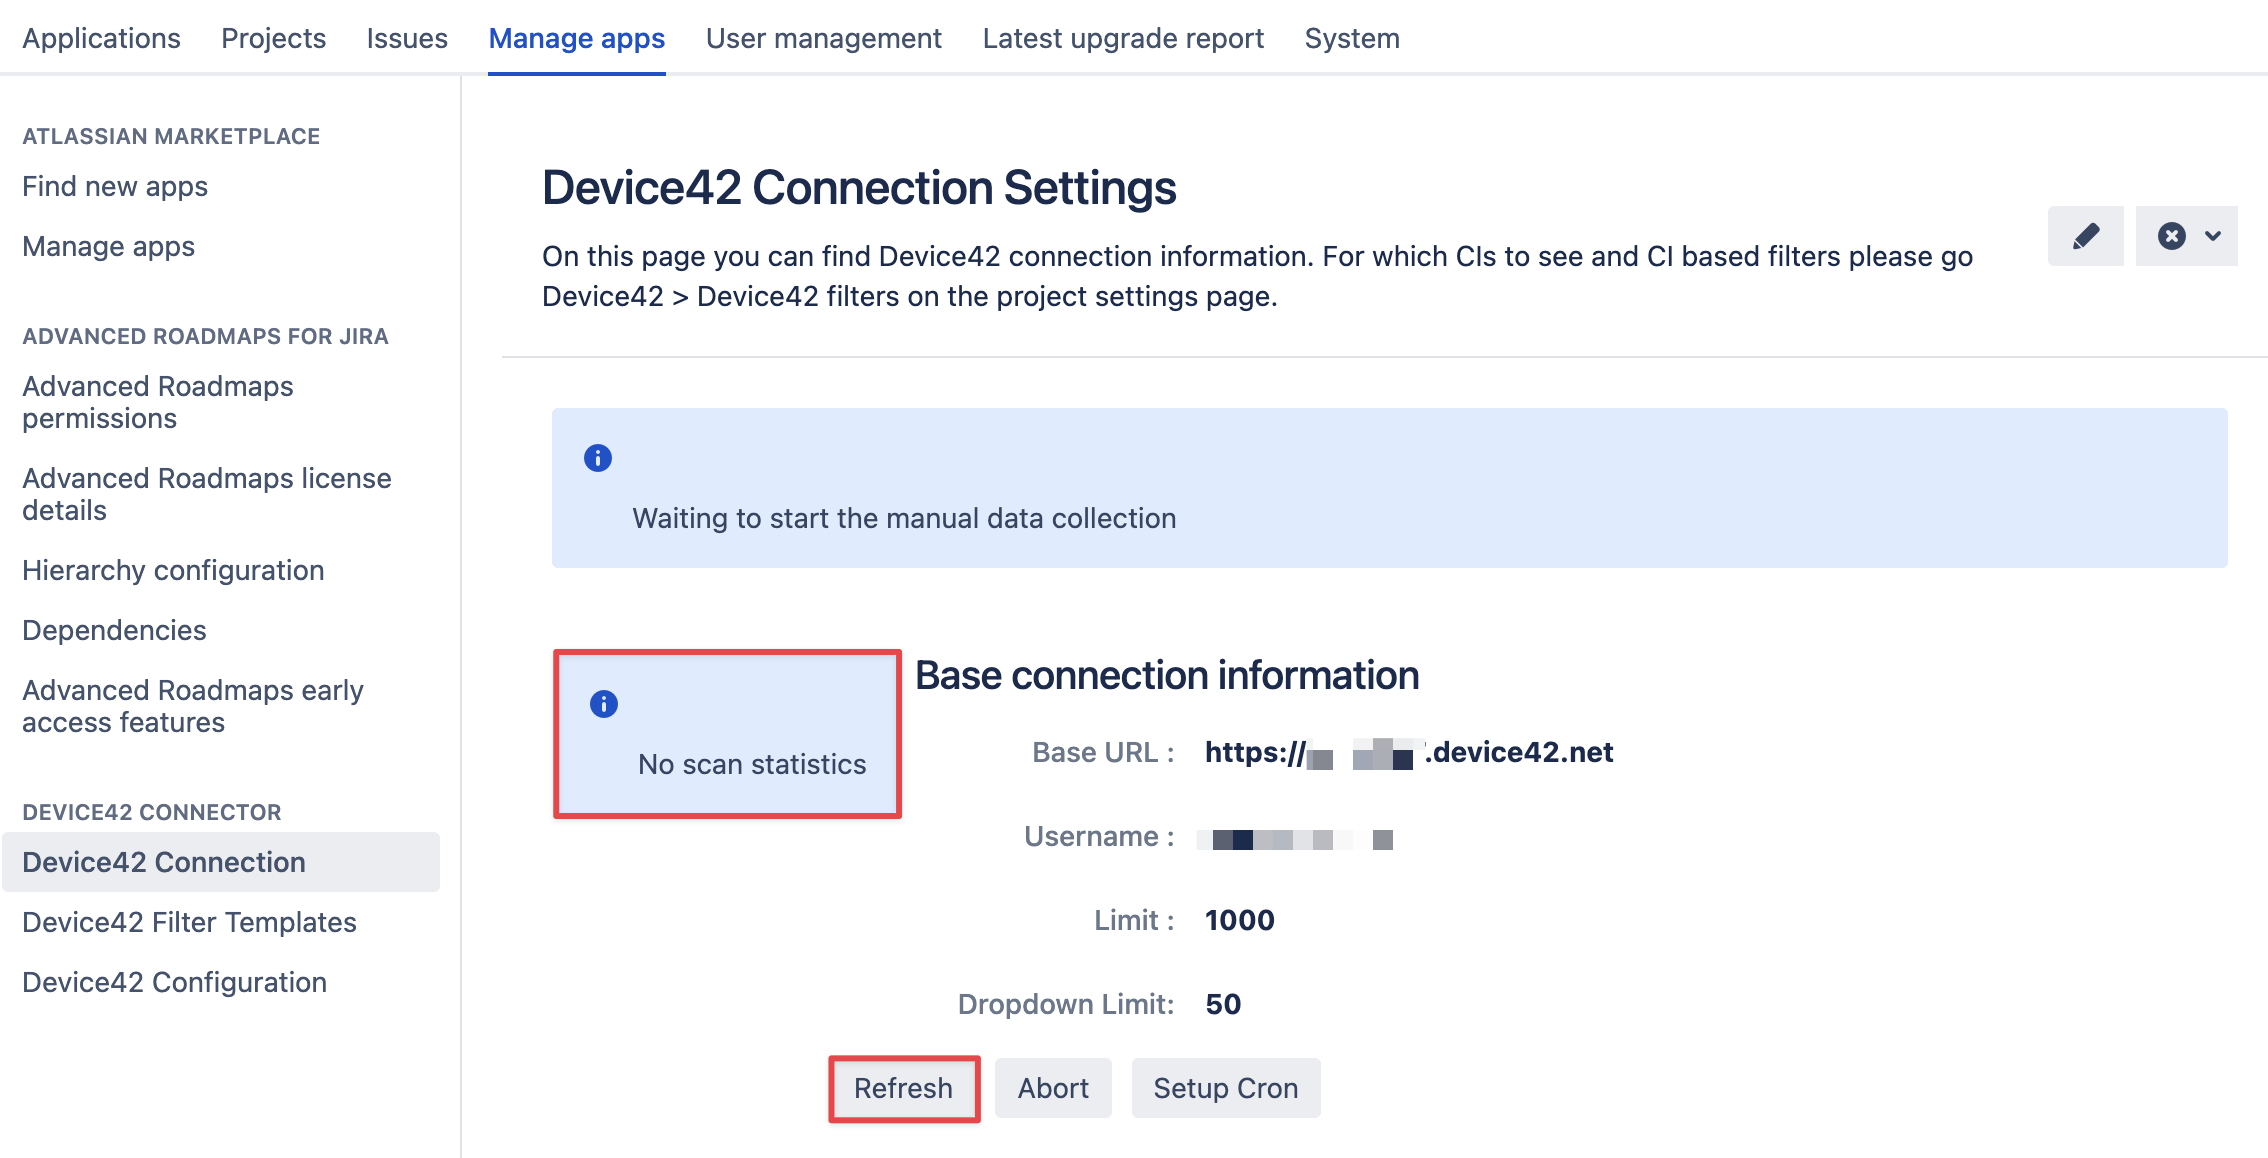 Applications Projects Issues Manage apps User management Latest upgrade report System
ATLASSIAN MARKETPLACE
Find new apps
Manage apps
ADVANCED ROADMAPS FOR JIRA
Advanced Roadmaps
permissions
Advanced Roadmaps license
details
Hierarchy configuration
Dependencies
Advanced Roadmaps early
access features
DEVICE42 CONNECTOR
Device42 Connection
Device42 Filter Templates
Device42 Configuration
Device42 Connection Settings
On this page you can find Device42 connection information. For which CIs to see and CI based filters please go
Device42 > Device42 filters on the project settings page.
Waiting to start the manual data collection
No scan statistics
Base connection information
Base URL : https:// .device42.net
Username :
Limit : 1000
Dropdown Limit: 50
Refresh Abort Setup Cron